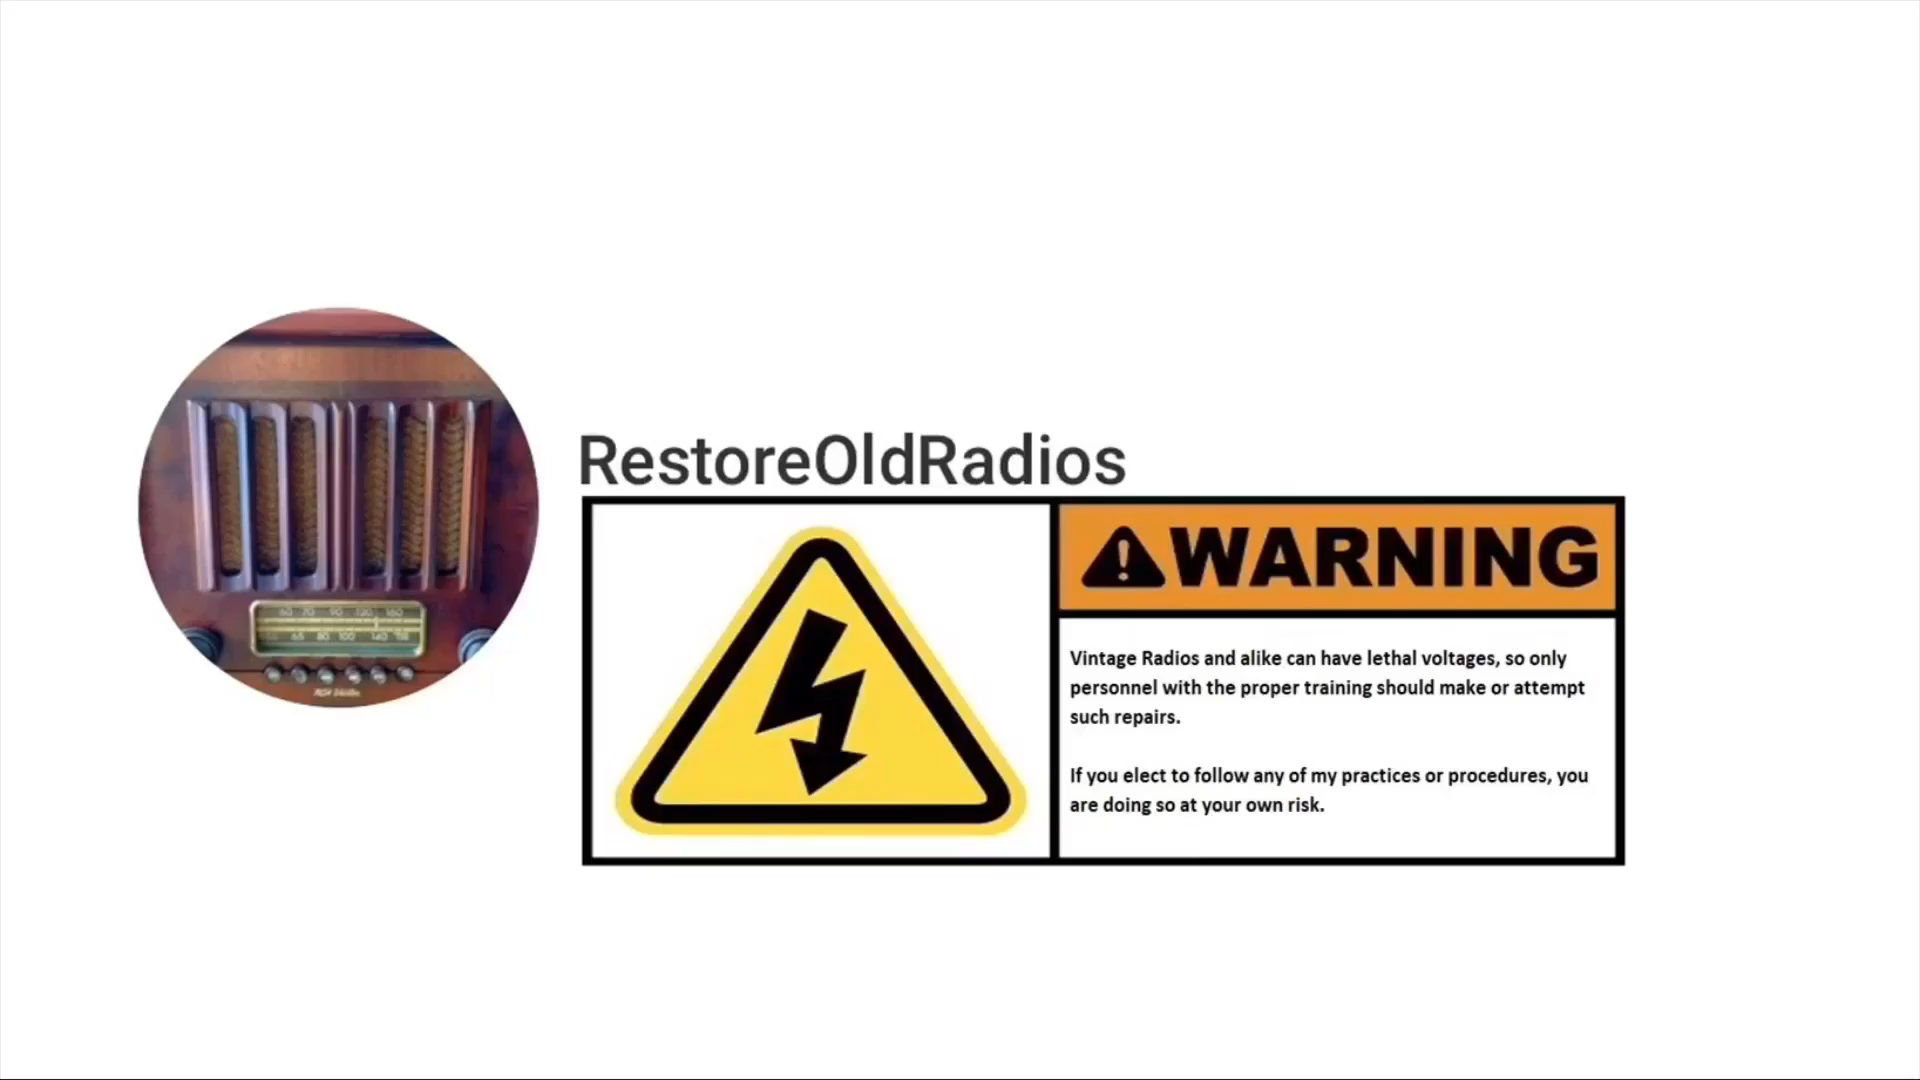 RestoreOldRadios
WARNING
Vintage Radios and alike can have lethal voltages, so only
personnel with the proper training should make or attempt
such repairs.
If you elect to follow any of my practices or procedures, you
are doing so at your own risk.